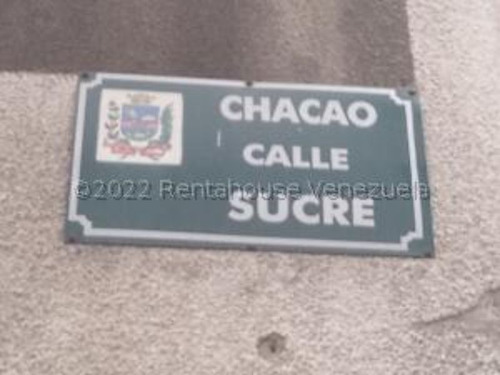 CHACAO
CALLE
©2022 Rentahouse Venezuela
SUCRE